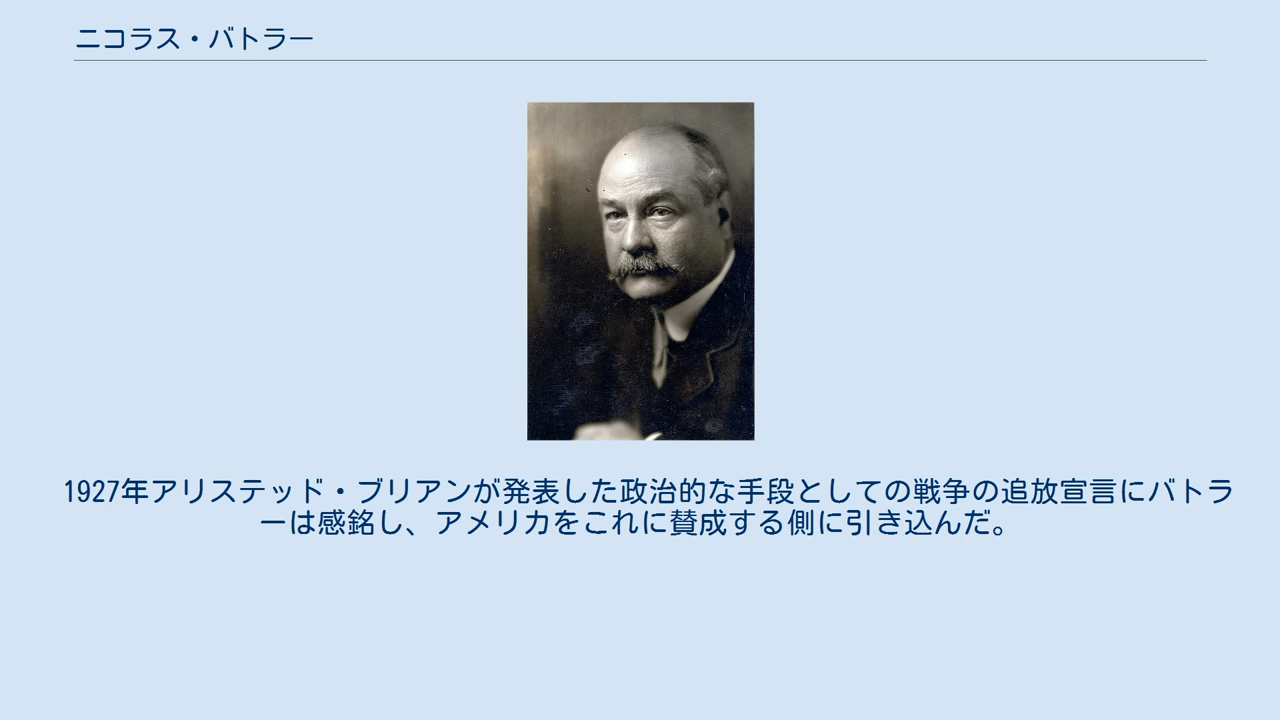 ニコラス・バトラー
1927年アリステッド・ブリアンが発表した政治的な手段としての戦争の追放宣言にバトラ
ーは感銘し、アメリカをこれに賛成する側に引き込んだ。